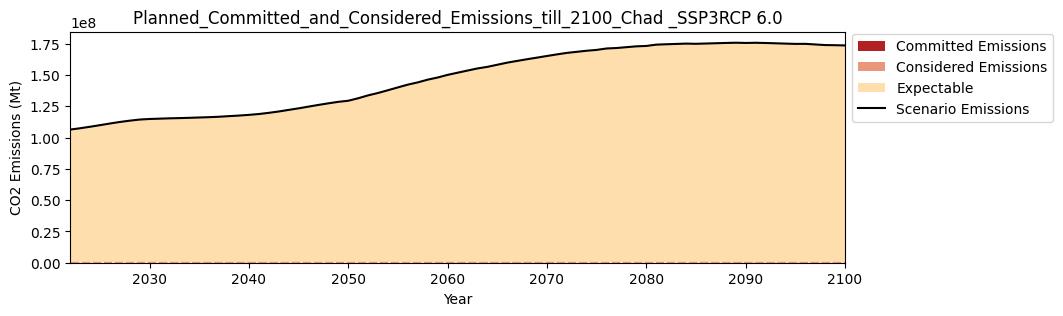 Planned_Committed_and_Considered_Emissions_till_2100_Chad _SSP3RCP 6.0
1e8
1.75
1.50
1.25
1.00
0.75
0.50
0.25
0.00
CO2 Emissions (Mt)
2030 2040 2050 2060 2070 2080 2090 2100
Year
Committed Emissions
Considered Emissions
Expectable
Scenario Emissions